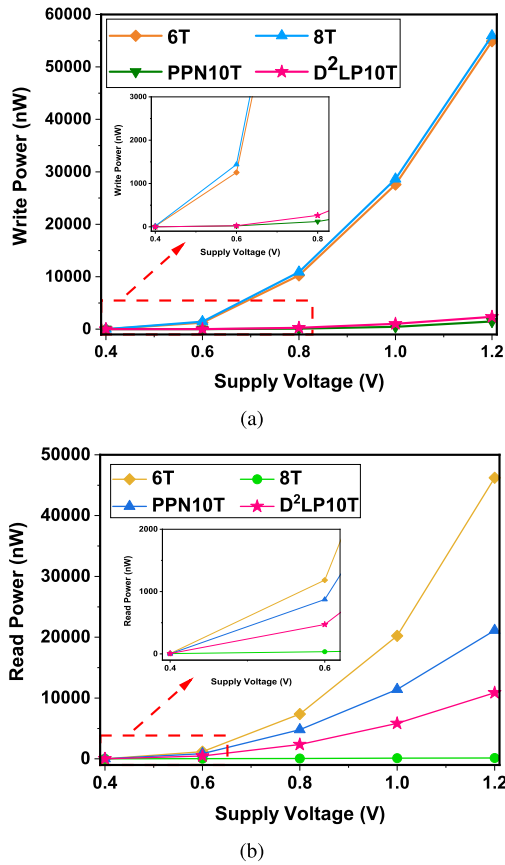 (a)
6T
8T
PPN10T
D²LP10T
Write Power (nW)
60000
50000
40000
30000
20000
10000
0
0.4
0.6
0.8
1.0
1.2
Supply Voltage (V)
Write Power (nW)
3000
2000
1000
0
0.4
0.6
0.8
Supply Voltage (V)
(a)
6T
8T
PPN10T
D²LP10T
Read Power (nW)
50000
40000
30000
20000
10000
0
0.4
0.6
0.8
1.0
1.2
Supply Voltage (V)
Read Power (nW)
2000
1000
0
0.4
0.6
Supply Voltage (V)
(b)